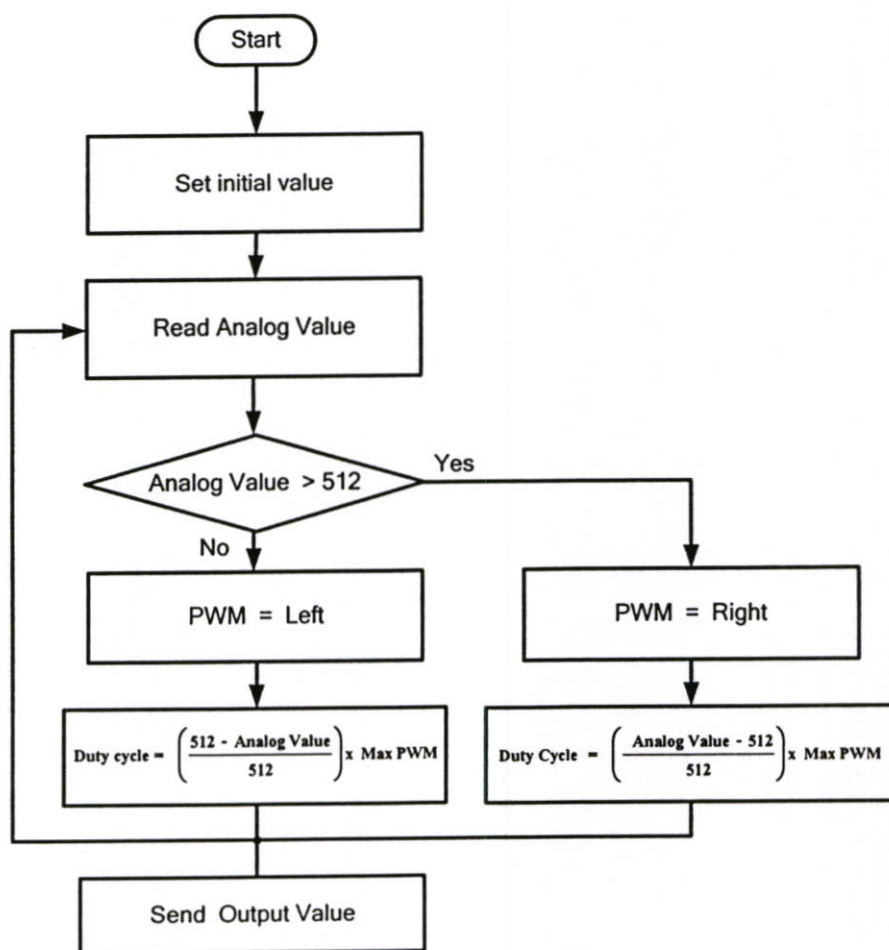 Start
Set initial value
Read Analog Value
Analog Value > 512
Yes
No
PWM = Left
PWM = Right
Duty cycle = ( 512 - Analog Value / 512 ) x Max PWM
Duty Cycle = ( Analog Value - 512 / 512 ) x Max PWM
Send Output Value